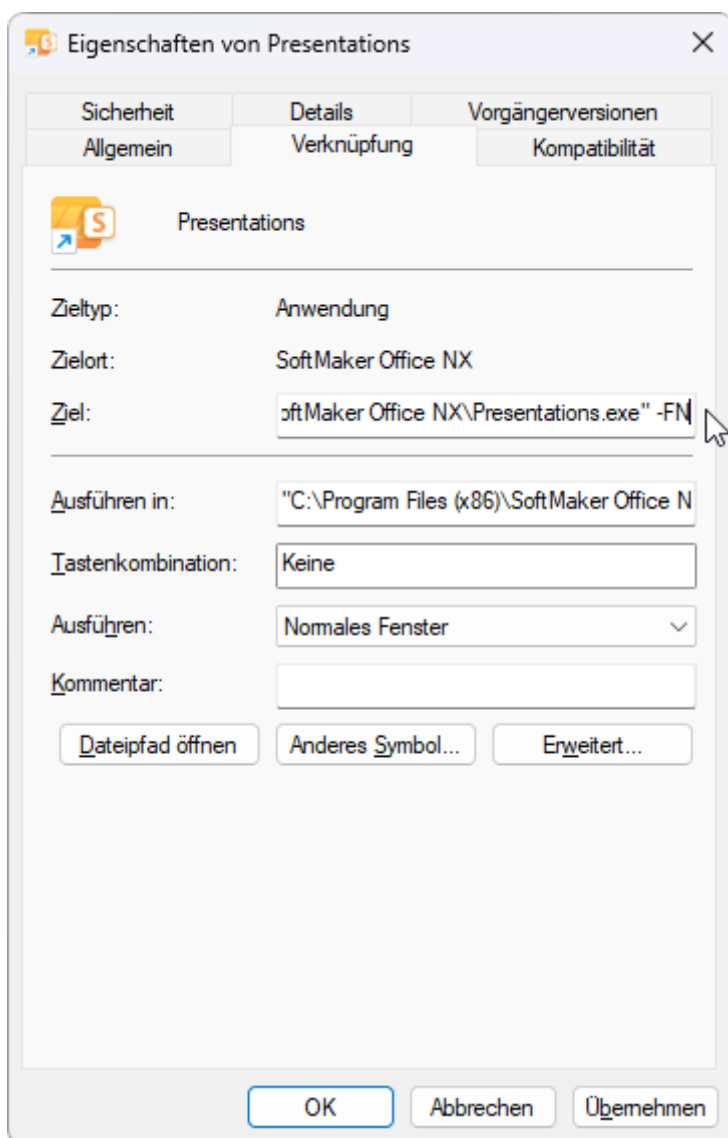 Eigenschaften von Presentations
Sicherheit Details Vorgängerversionen
Allgemein Verknüpfung Kompatibilität
Presentations
Zieltyp: Anwendung
Zielort: SoftMaker Office NX
Ziel: oftMaker Office NX\Presentations.exe" -FN
Ausführen in: "C:\Program Files (x86)\SoftMaker Office N
Tastenkombination: Keine
Ausführen: Normales Fenster
Kommentar:
Dateipfad öffnen Anderes Symbol... Erweitert...
OK Abbrechen Übernehmen